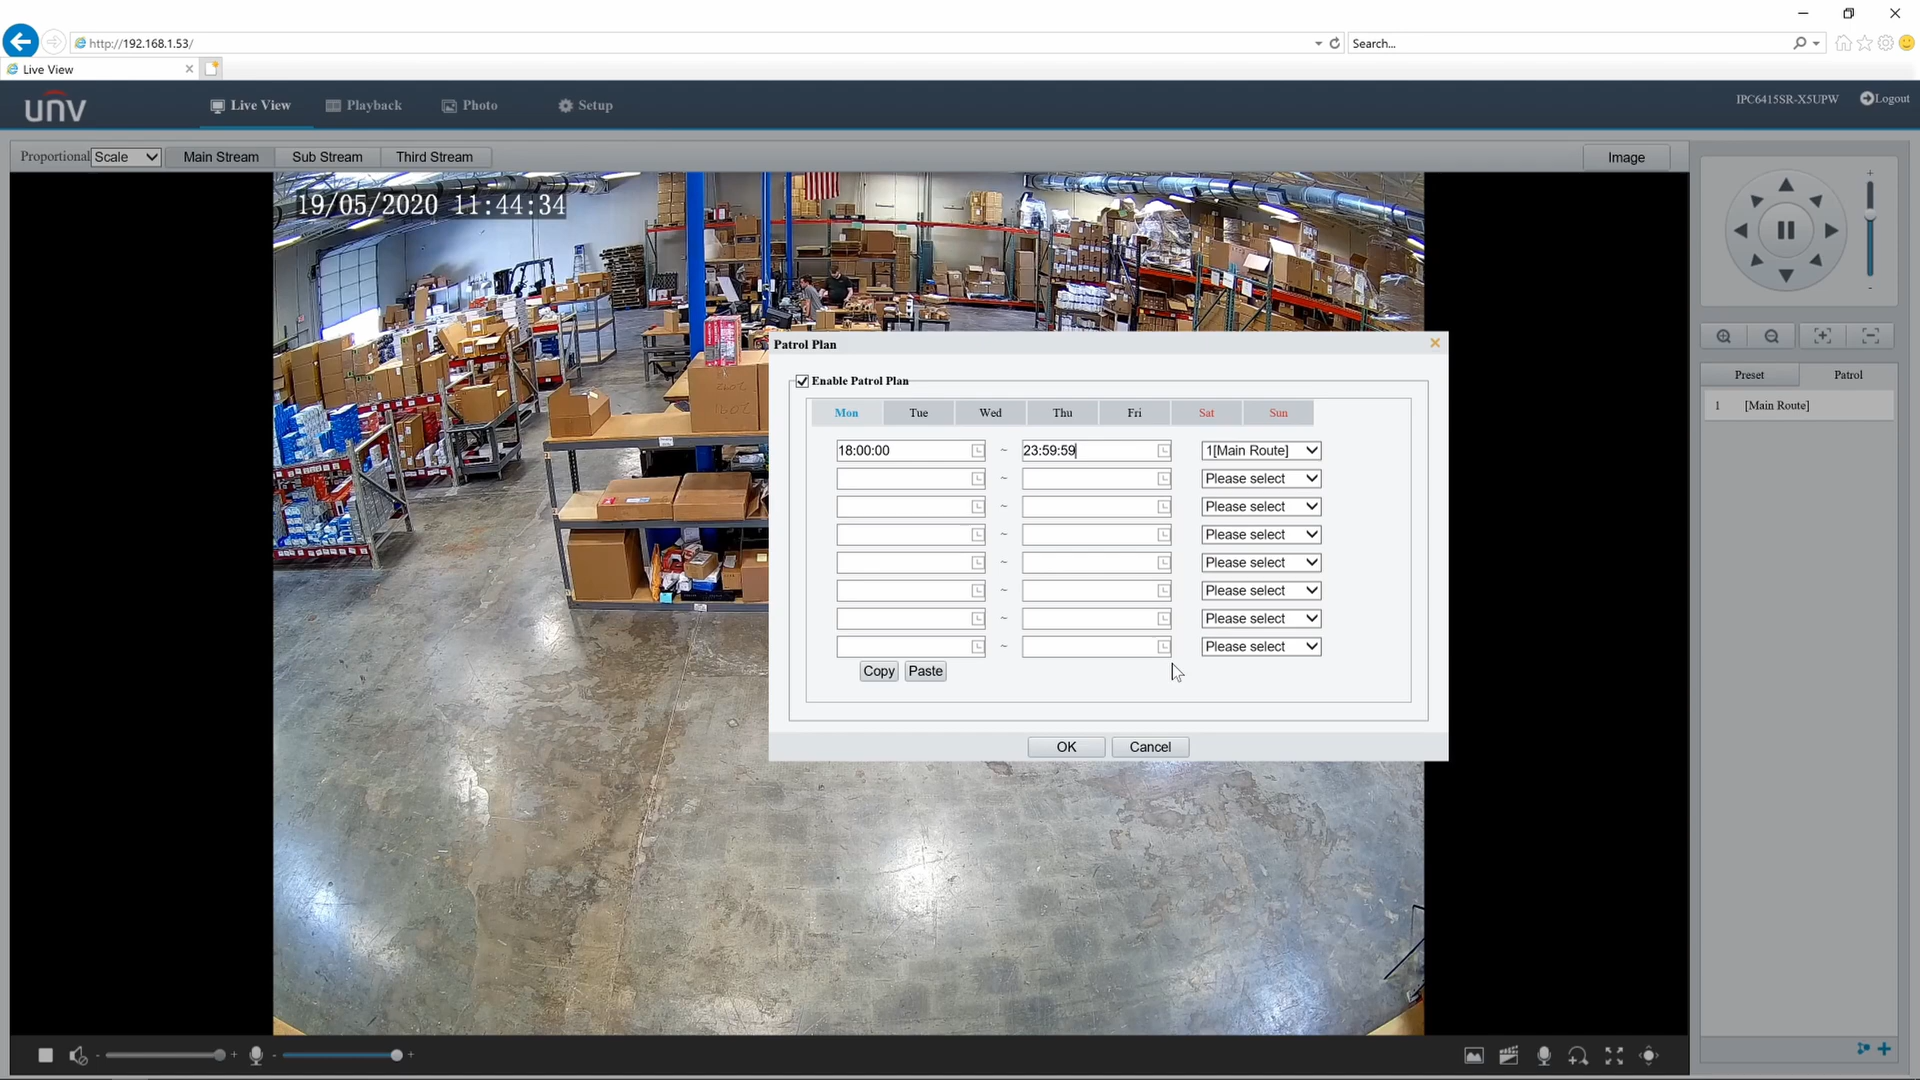 http://192.168.1.53/
Search...
Live View
unv
Live View
Playback
Photo
Setup
IPC6415SR-X5UPW
Logout
Proportional
Scale
Main Stream
Sub Stream
Third Stream
Image
19/05/2020 11:44:34
Patrol Plan
Enable Patrol Plan
Mon
Tue
Wed
Thu
Fri
Sat
Sun
18:00:00 ~ 23:59:59 1[Main Route]
~ Please select
~ Please select
~ Please select
~ Please select
~ Please select
~ Please select
~ Please select
Copy
Paste
OK
Cancel
+
-
Preset
Patrol
1 [Main Route]
- +
- +